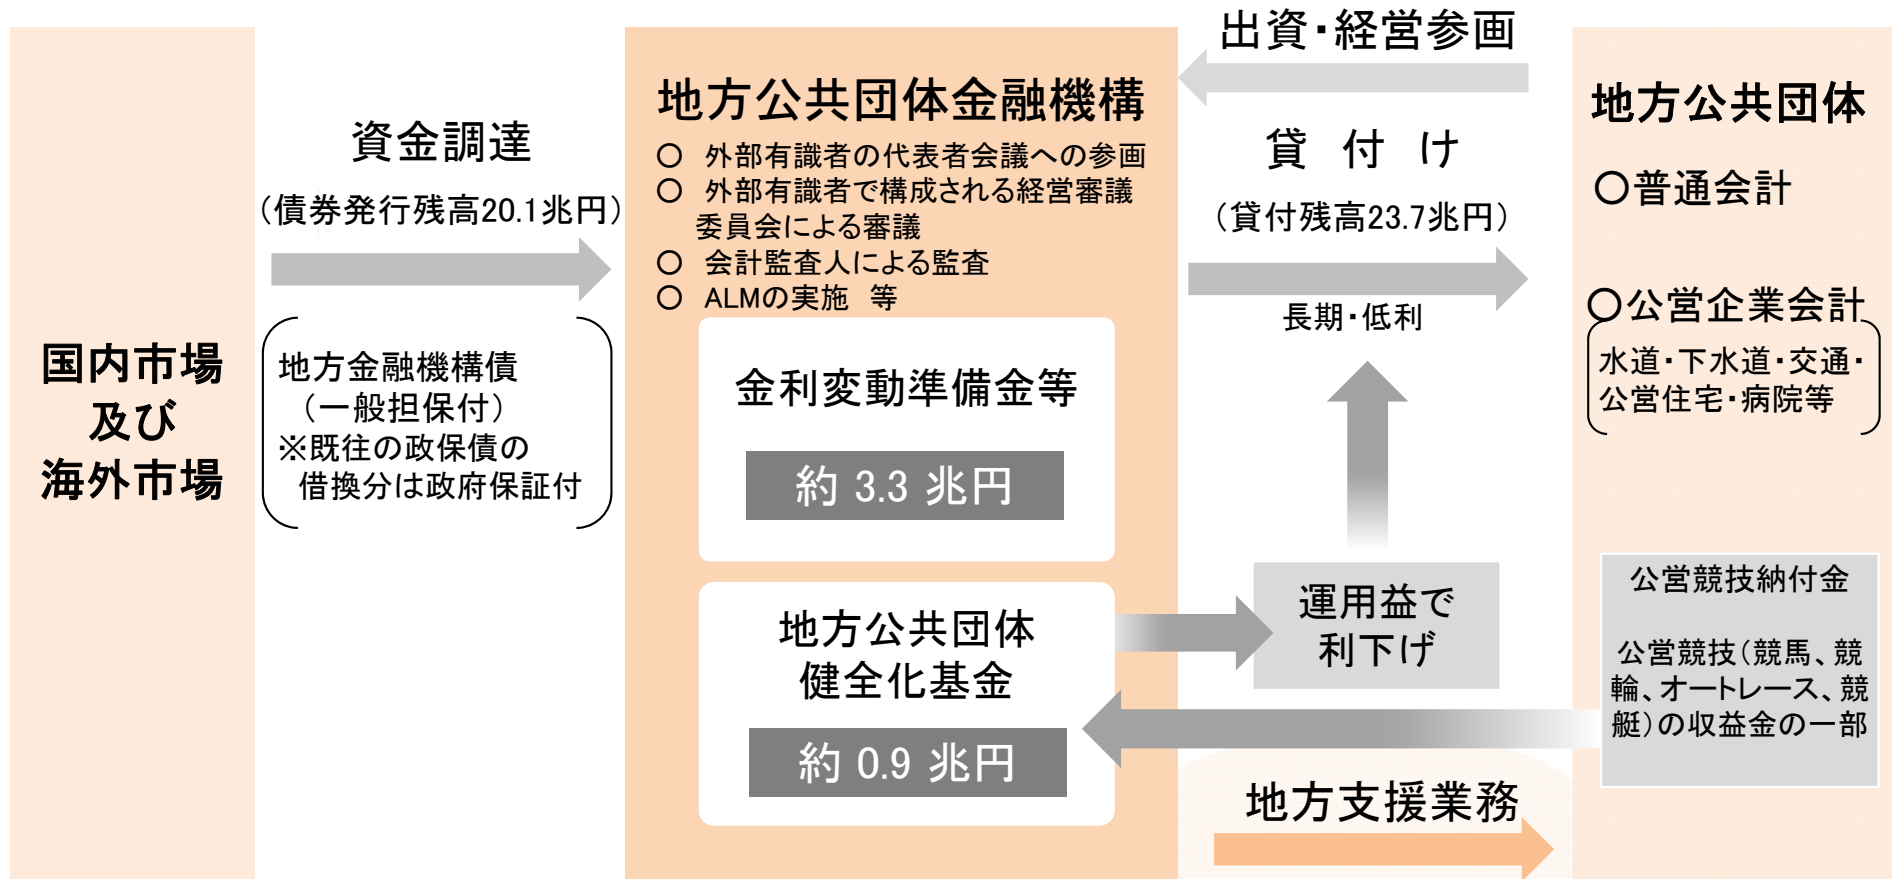 国内市場
及び
海外市場
資金調達
（債券発行残高20.1兆円）
地方金融機構債
（一般担保付）
※既往の政保債の
借換分は政府保証付
地方公共団体金融機構
○ 外部有識者の代表者会議への参画
○ 外部有識者で構成される経営審議
委員会による審議
○ 会計監査人による監査
○ ALMの実施 等
金利変動準備金等
約 3.3 兆円
地方公共団体
健全化基金
約 0.9 兆円
出資・経営参画
貸 付 け
（貸付残高23.7兆円）
長期・低利
運用益で
利下げ
地方支援業務
地方公共団体
○普通会計
○公営企業会計
水道・下水道・交通・
公営住宅・病院等
公営競技納付金
公営競技（競馬、競
輪、オートレース、競
艇）の収益金の一部